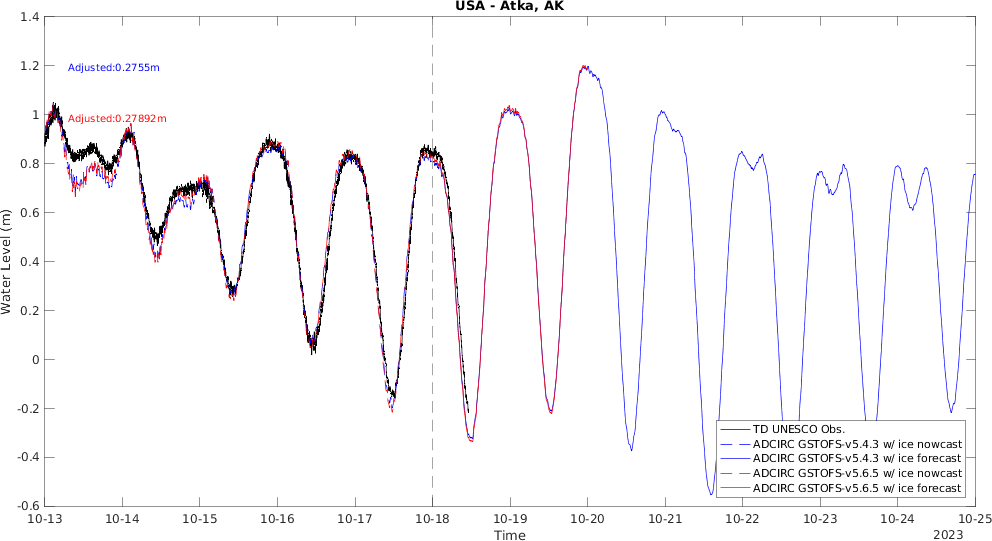 USA - Atka, AK
1.4
1.2
1
0.8
0.6
0.4
0.2
0
-0.2
-0.4
-0.6
Water Level (m)
Adjusted:0.2755m
Adjusted:0.27892m
TD UNESCO Obs.
ADCIRC GSTOFS-v5.4.3 w/ ice nowcast
ADCIRC GSTOFS-v5.4.3 w/ ice forecast
ADCIRC GSTOFS-v5.6.5 w/ ice nowcast
ADCIRC GSTOFS-v5.6.5 w/ ice forecast
10-13 10-14 10-15 10-16 10-17 10-18 10-19 10-20 10-21 10-22 10-23 10-24 10-25
Time
2023